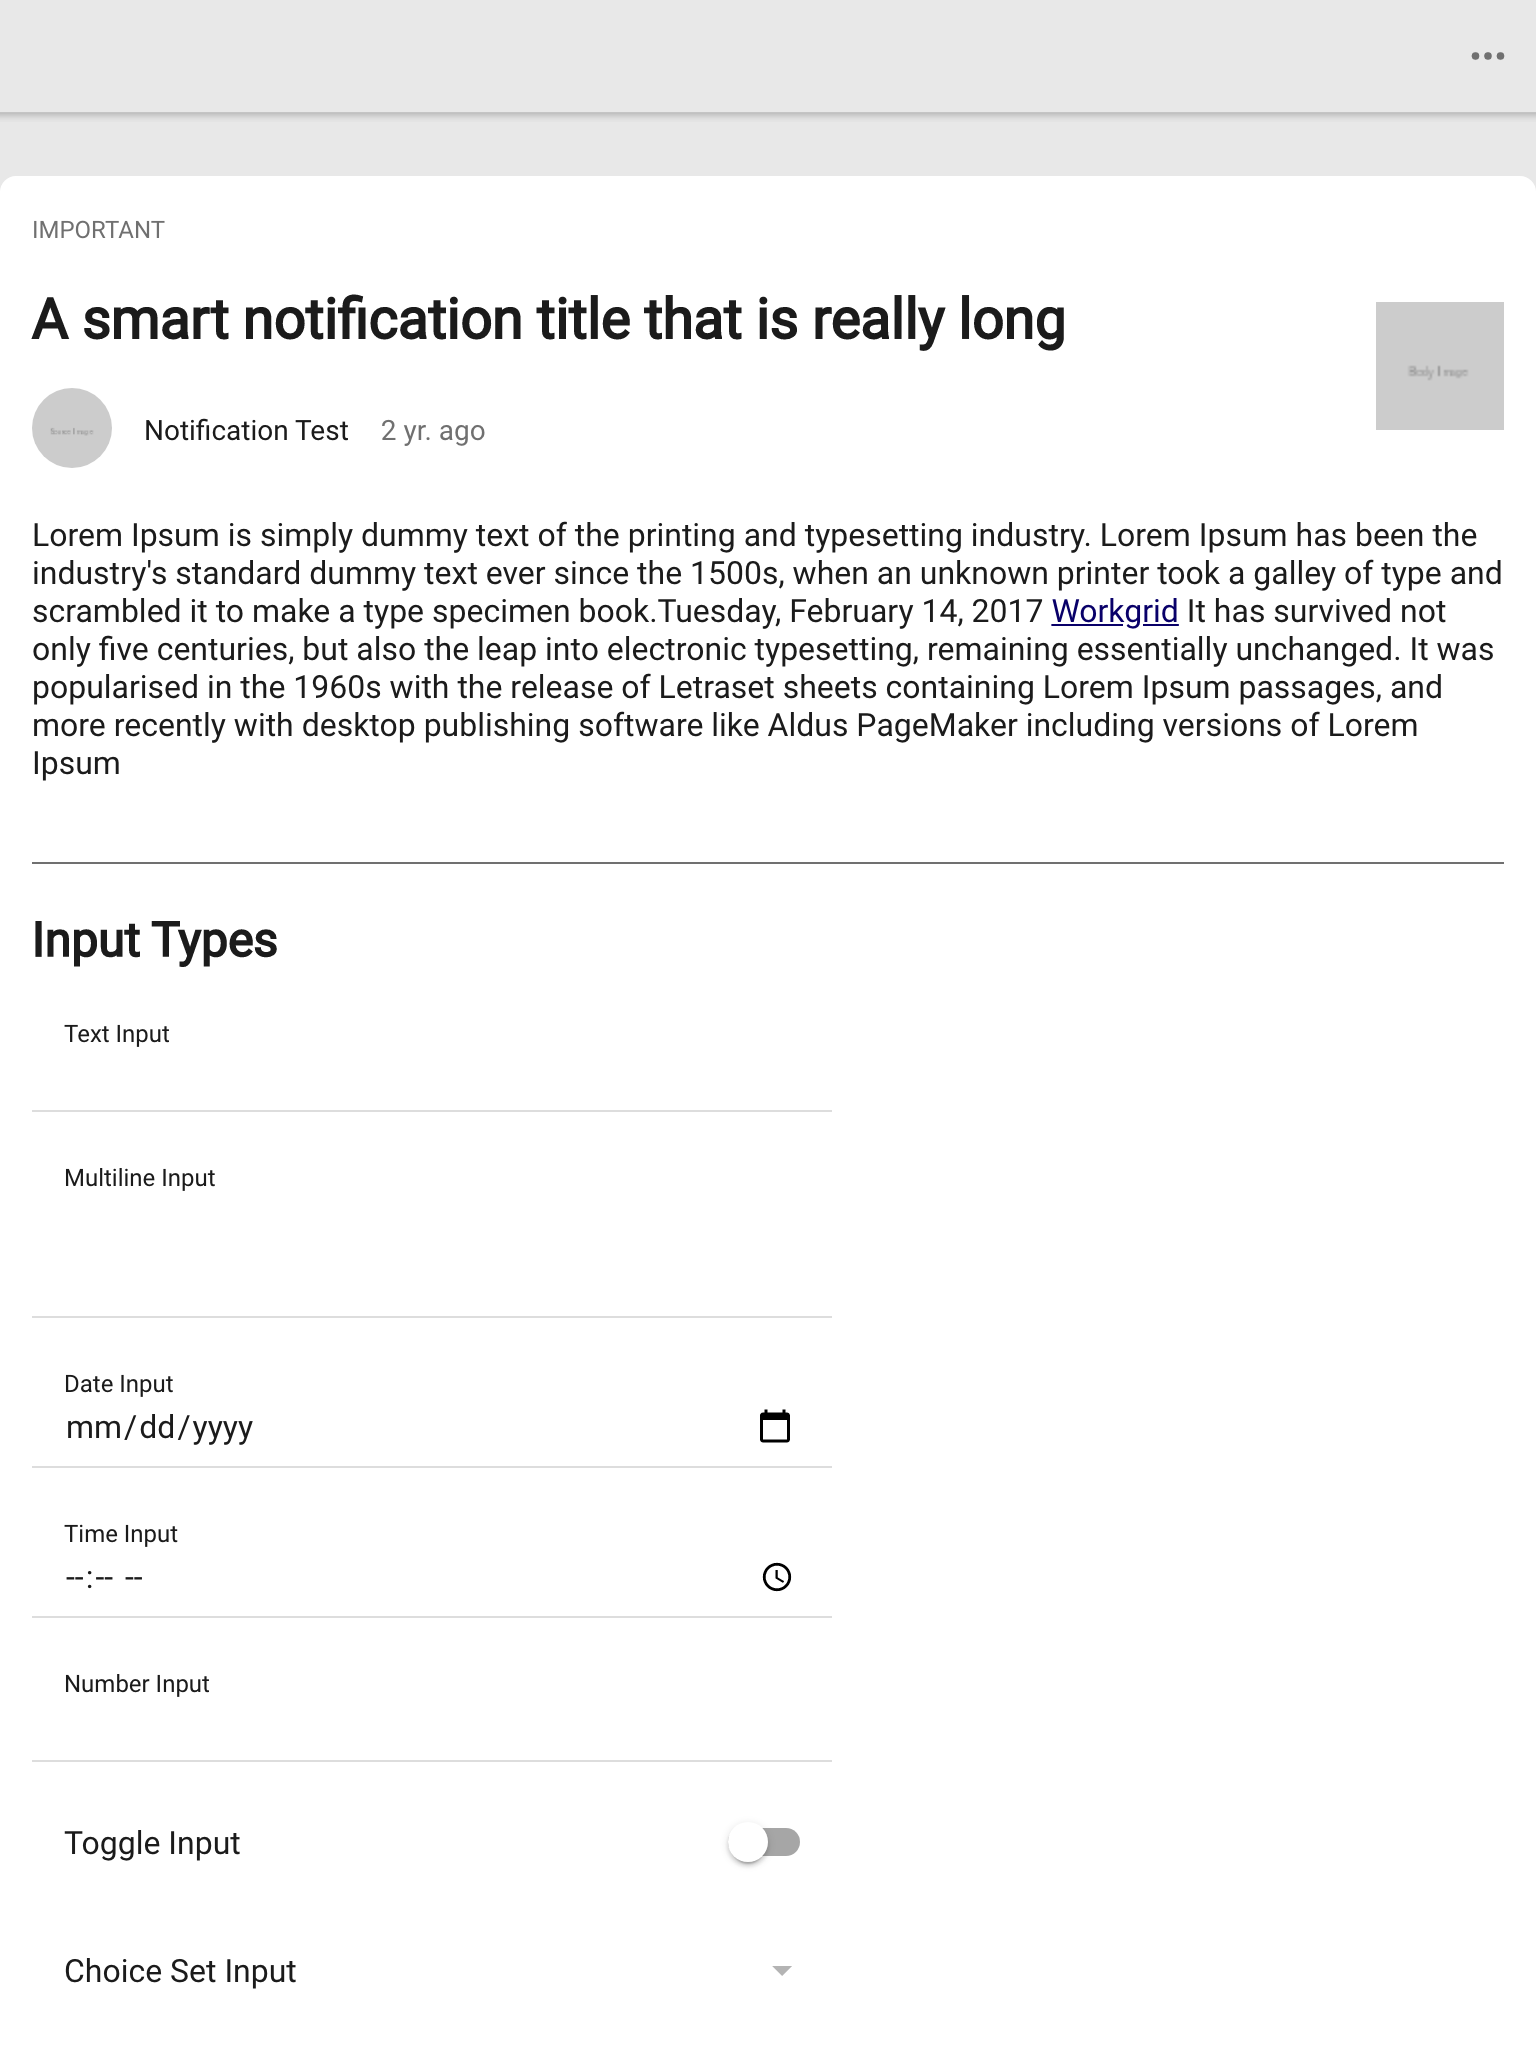 IMPORTANT
A smart notification title that is really long
Body Image
Notification Test 2 yr. ago
Lorem Ipsum is simply dummy text of the printing and typesetting industry. Lorem Ipsum has been the
industry's standard dummy text ever since the 1500s, when an unknown printer took a galley of type and
scrambled it to make a type specimen book.Tuesday, February 14, 2017 Workgrid It has survived not
only five centuries, but also the leap into electronic typesetting, remaining essentially unchanged. It was
popularised in the 1960s with the release of Letraset sheets containing Lorem Ipsum passages, and
more recently with desktop publishing software like Aldus PageMaker including versions of Lorem
Ipsum
Input Types
Text Input
Multiline Input
Date Input
mm/dd/yyyy
Time Input
--:-- --
Number Input
Toggle Input
Choice Set Input